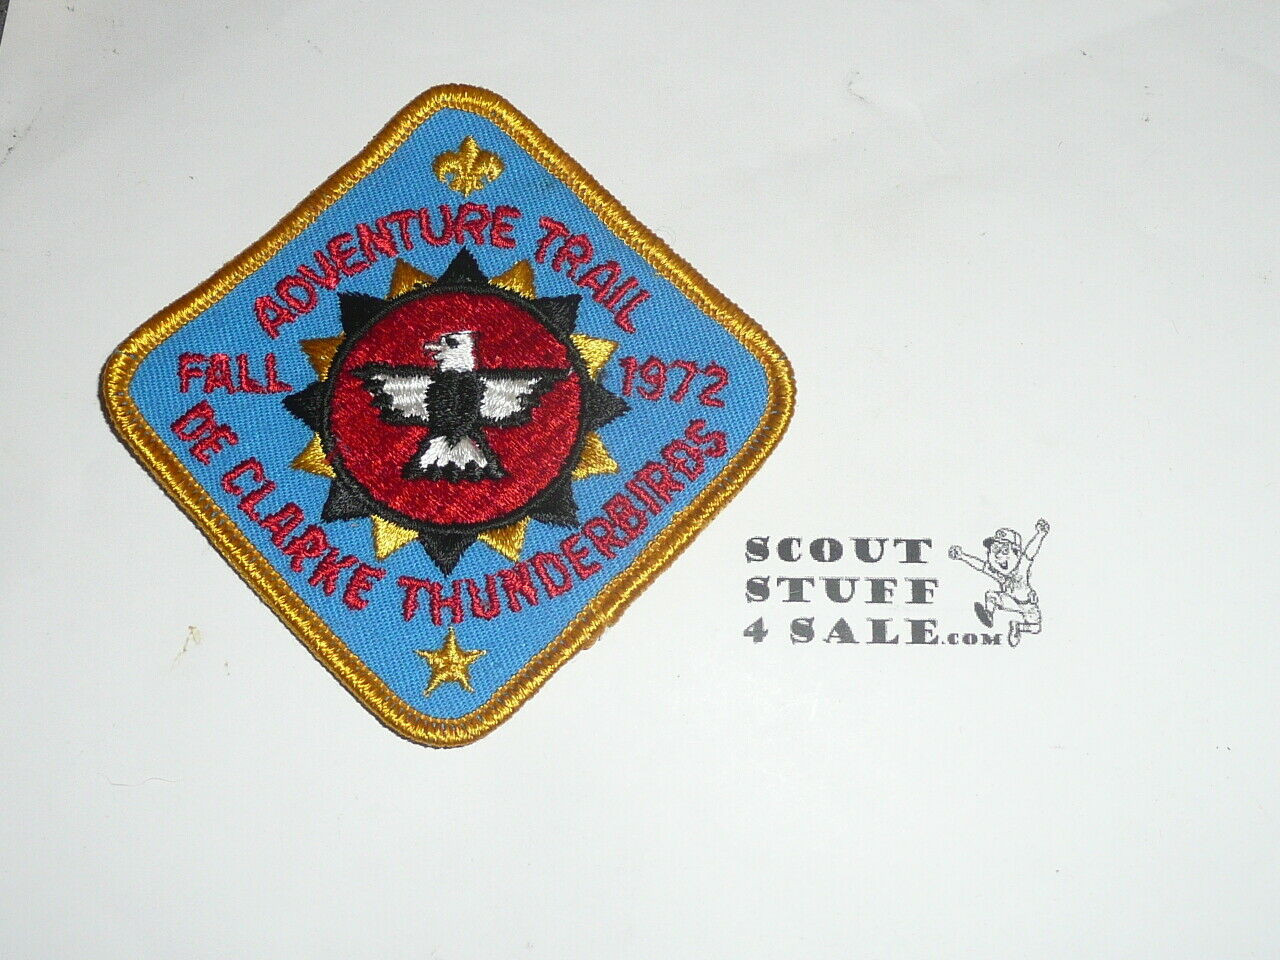 ADVENTURE TRAIL
FALL 1972
DE CLARKE THUNDERBIRDS
SCOUT
STUFF
4 SALE.COM